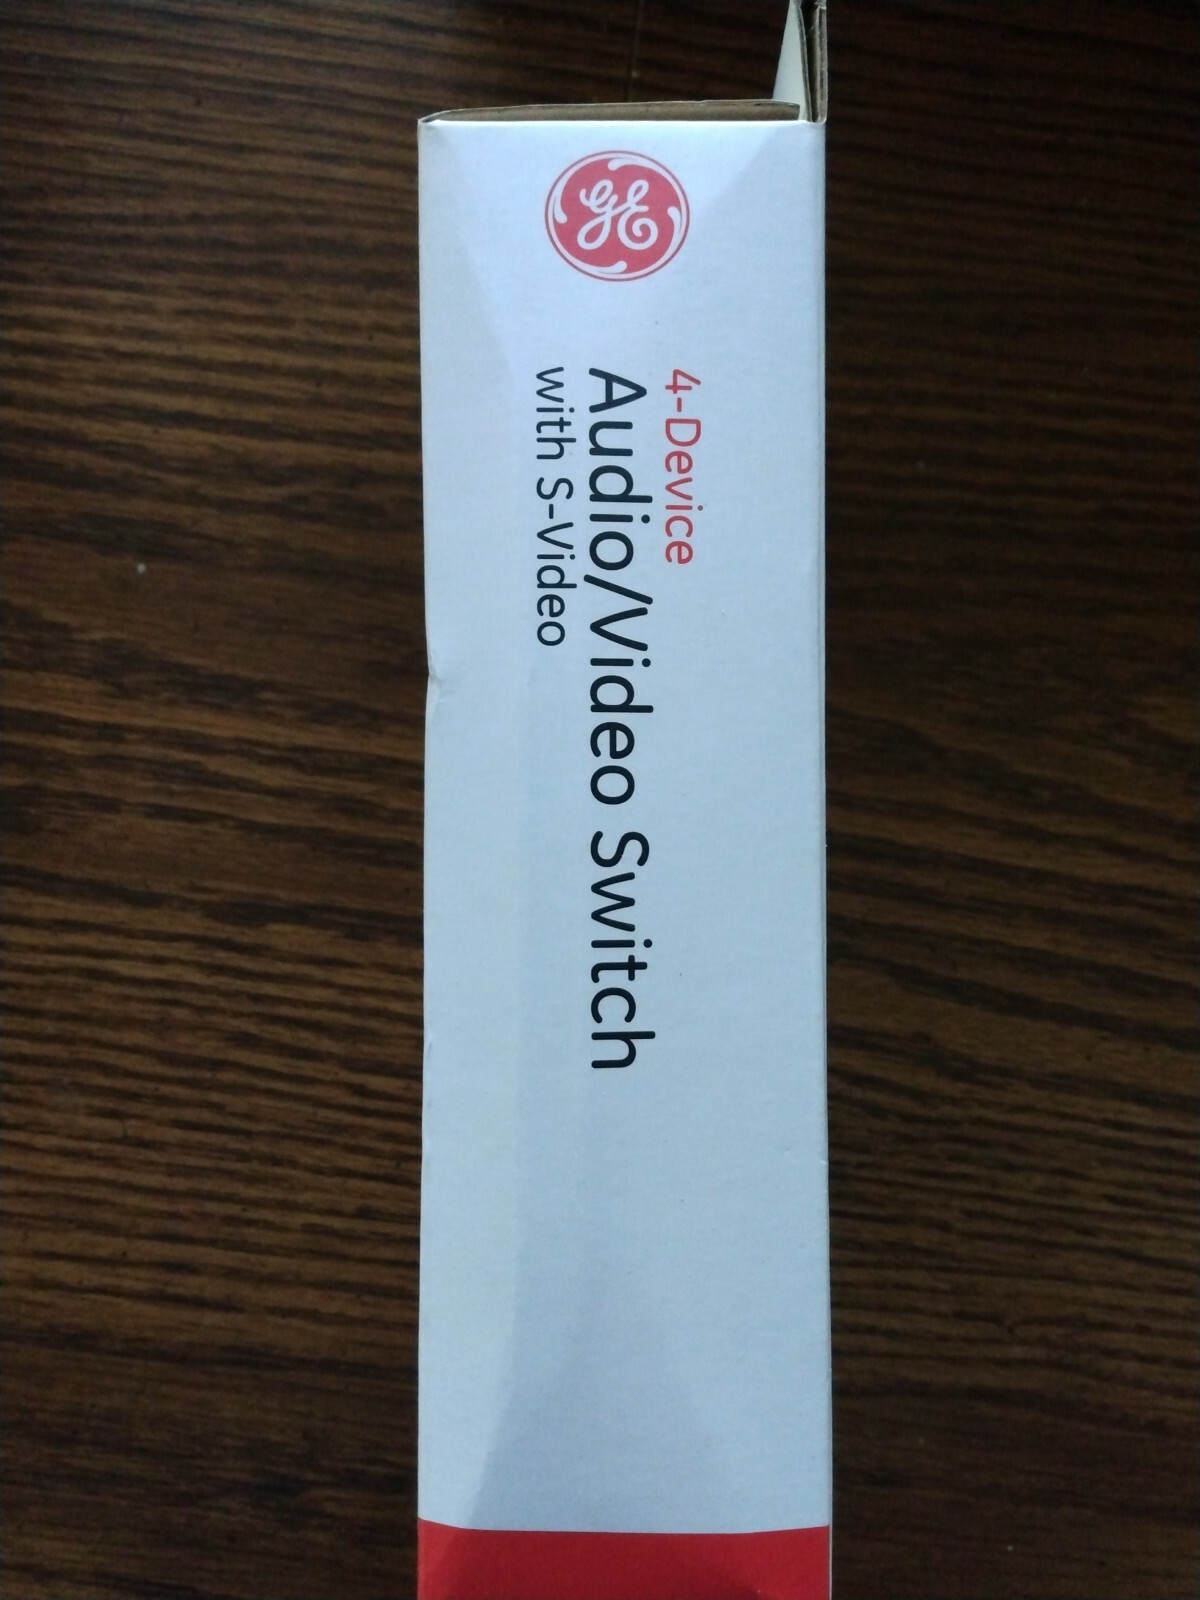 GE
4-Device
Audio/Video Switch
with S-Video